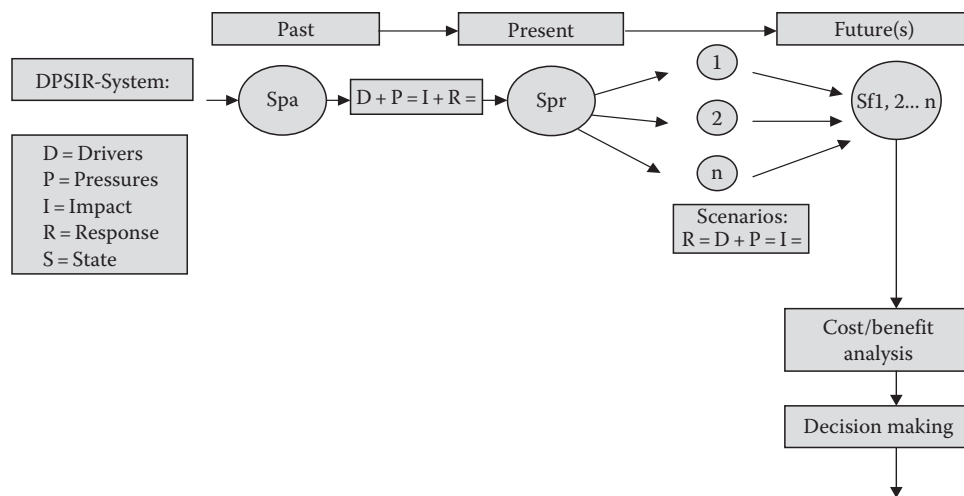 Past
Present
Future(s)
DPSIR-System:
Spa
D + P = I + R =
Spr
1
2
n
Sf1, 2... n
D = Drivers
P = Pressures
I = Impact
R = Response
S = State
Scenarios:
R = D + P = I =
Cost/benefit
analysis
Decision making